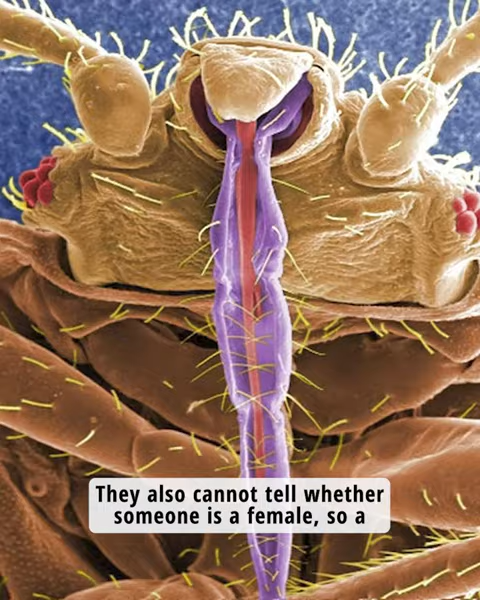 They also cannot tell whether
someone is a female, so a